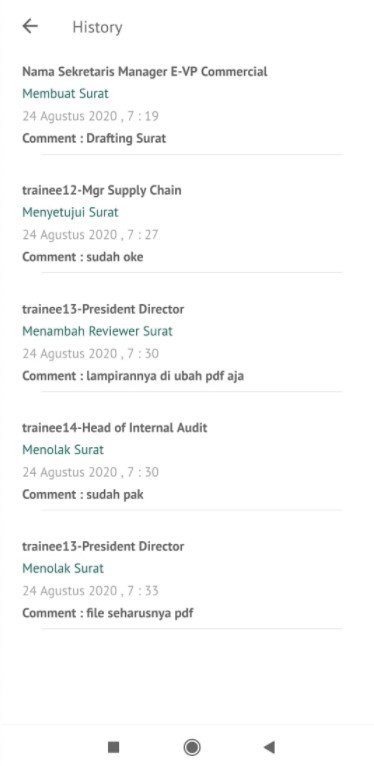 History
Nama Sekretaris Manager E-VP Commercial
Membuat Surat
24 Agustus 2020 , 7 : 19
Comment : Drafting Surat
trainee12-Mgr Supply Chain
Menyetujui Surat
24 Agustus 2020 , 7 : 27
Comment : sudah oke
trainee13-President Director
Menambah Reviewer Surat
24 Agustus 2020 , 7 : 30
Comment : lampirannya di ubah pdf aja
trainee14-Head of Internal Audit
Menolak Surat
24 Agustus 2020 , 7 : 30
Comment : sudah pak
trainee13-President Director
Menolak Surat
24 Agustus 2020 , 7 : 33
Comment : file seharusnya pdf